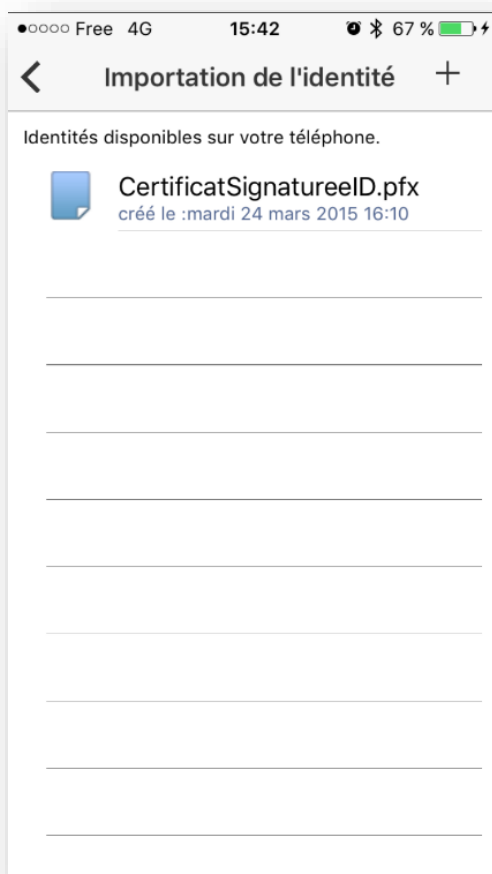 Free 4G 15:42 67 %
Importation de l'identité +
Identités disponibles sur votre téléphone.
CertificatSignatureeID.pfx
créé le :mardi 24 mars 2015 16:10